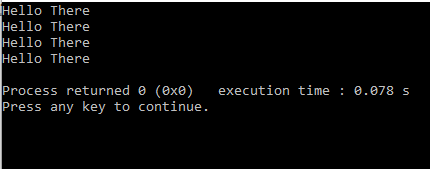 Hello There
Hello There
Hello There
Hello There
Process returned 0 (0x0)   execution time : 0.078 s
Press any key to continue.